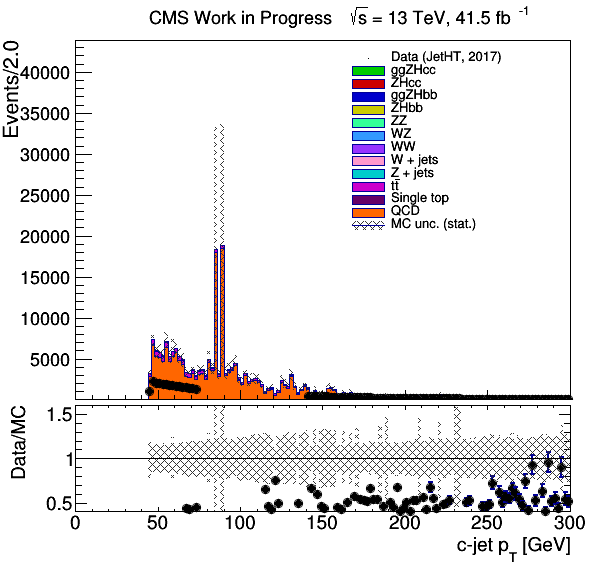 CMS Work in Progress √s = 13 TeV, 41.5 fb⁻¹
Events/2.0
40000
35000
30000
25000
20000
15000
10000
5000
Data (JetHT, 2017)
ggZHcc
ZHcc
ggZHbb
ZHbb
ZZ
WZ
WW
W + jets
Z + jets
tt̄
Single top
QCD
MC unc. (stat.)
Data/MC
1.5
1
0.5
0 50 100 150 200 250 300
c-jet p_T [GeV]